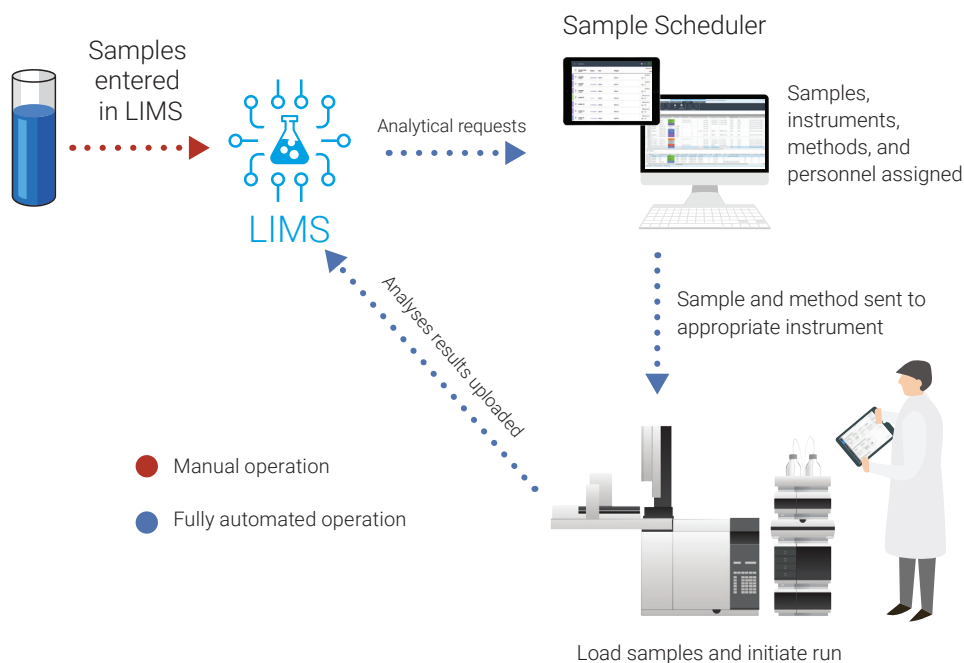 Sample Scheduler
Samples
entered
in LIMS
Analytical requests
Samples,
instruments,
methods, and
personnel assigned
LIMS
Analyses results uploaded
Sample and method sent to
appropriate instrument
Manual operation
Fully automated operation
Load samples and initiate run